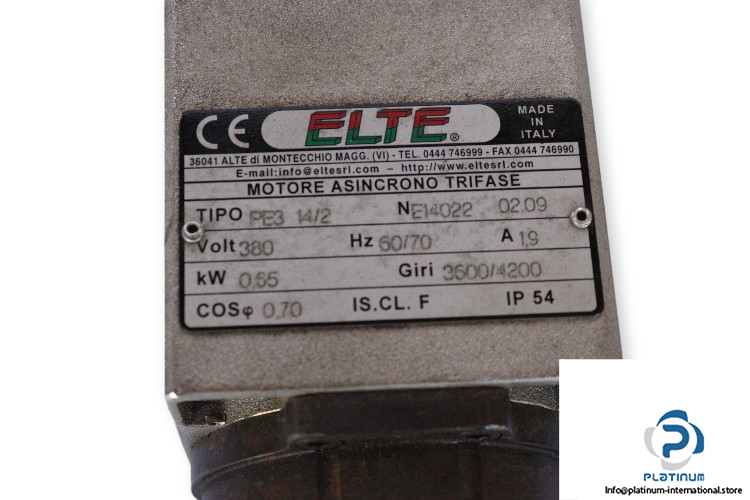 CE ELTE ® MADE IN ITALY
36041 ALTE di MONTECCHIO MAGG. (VI) - TEL. 0444 746999 - FAX 0444 746990
E-mail:info@eltesrl.com – http://www.eltesrl.com
MOTORE ASINCRONO TRIFASE
TIPO PE3 14/2 N E14022 02.09
Volt 380 Hz 60/70 A 1,9
kW 0,55 Giri 3600/4200
COSφ 0,70 IS.CL. F IP 54
PLATINUM
Info@platinum-international.store